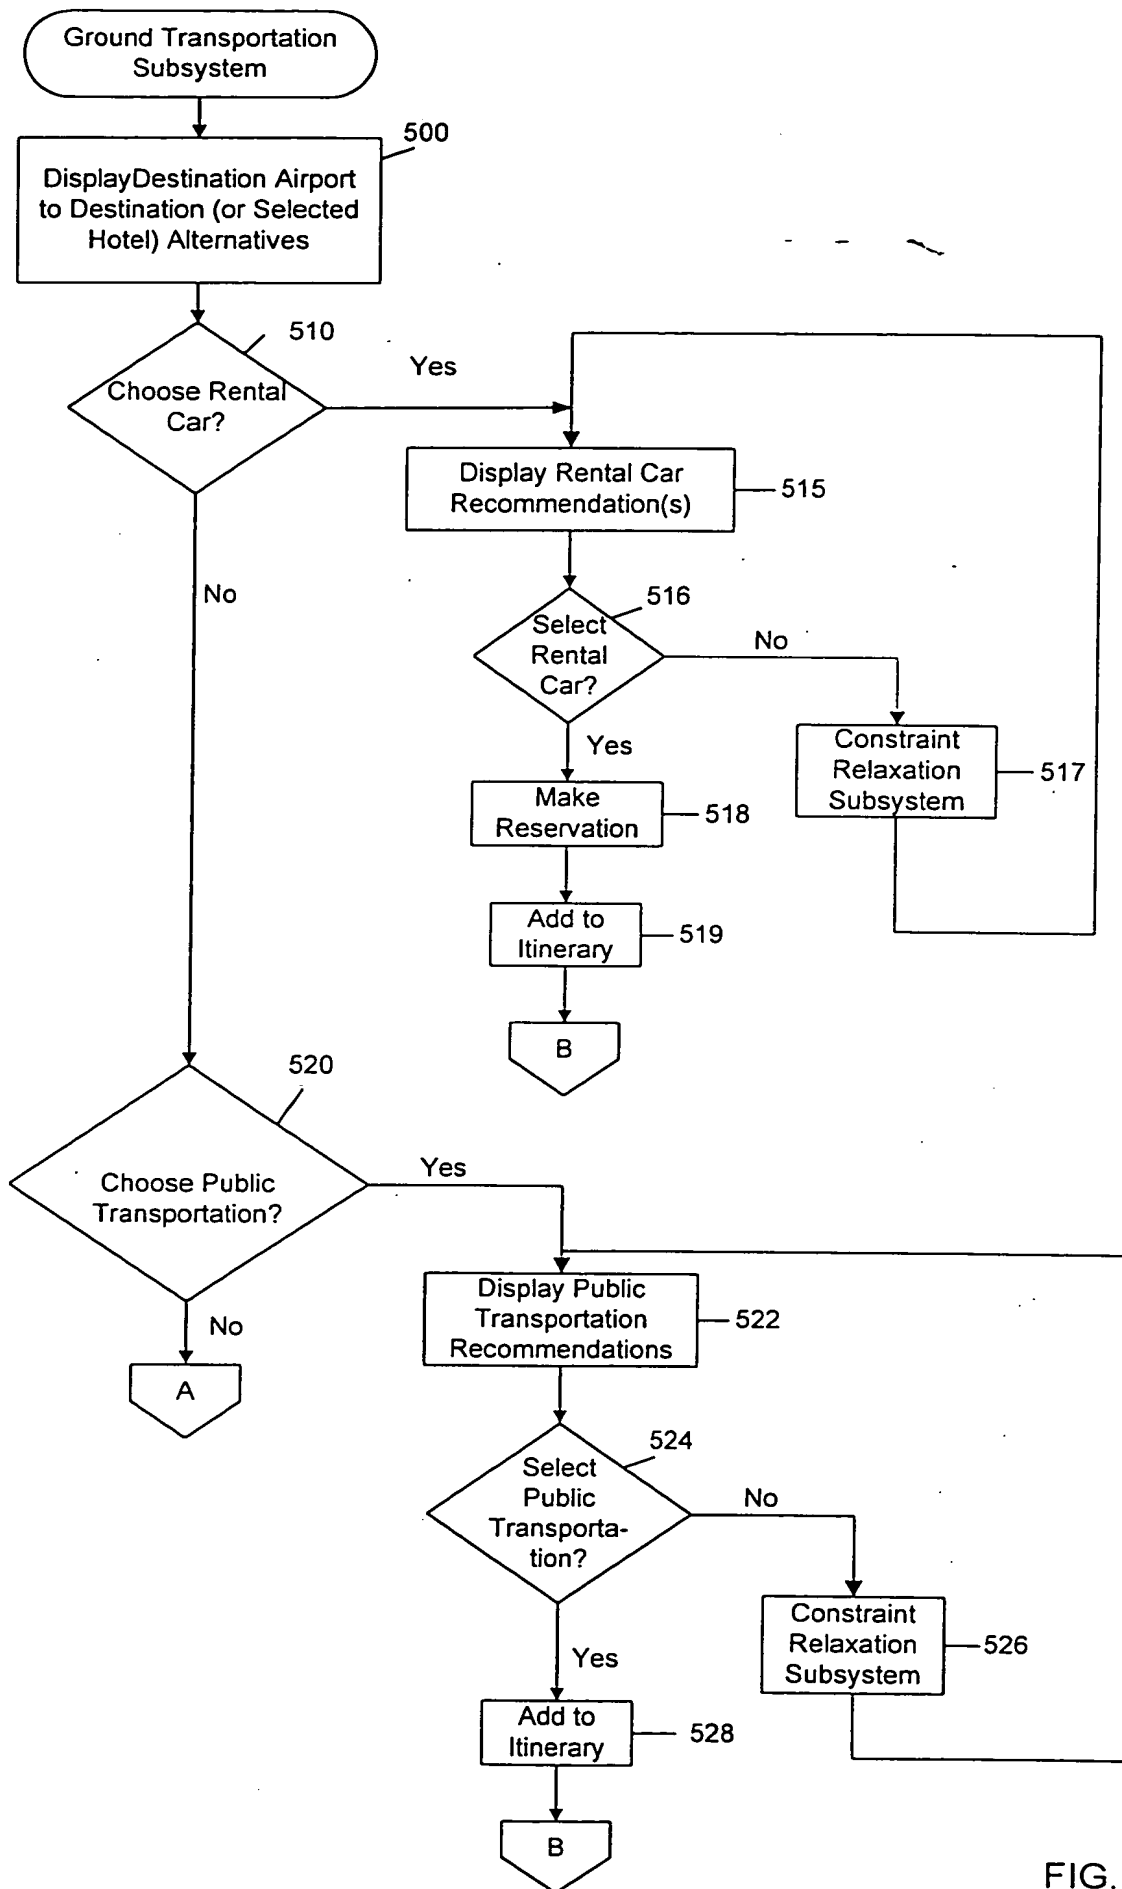 Ground Transportation
Subsystem
500
DisplayDestination Airport
to Destination (or Selected
Hotel) Alternatives
510
Choose Rental
Car?
Yes
No
Display Rental Car
Recommendation(s)
515
516
Select
Rental
Car?
No
Yes
Constraint
Relaxation
Subsystem
517
Make
Reservation
518
Add to
Itinerary
519
B
520
Choose Public
Transportation?
Yes
No
A
Display Public
Transportation
Recommendations
522
524
Select
Public
Transporta-
tion?
No
Yes
Constraint
Relaxation
Subsystem
526
Add to
Itinerary
528
B
FIG.